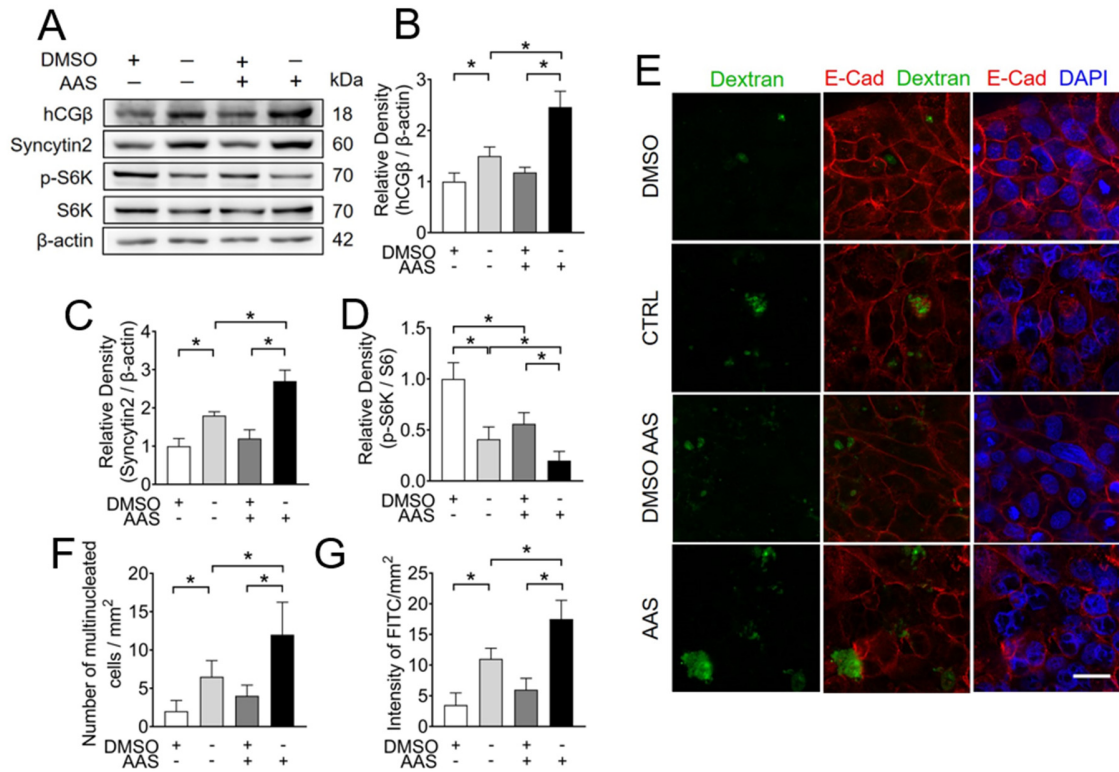 A
DMSO + − + −
AAS − − + + kDa
hCGβ 18
Syncytin2 60
p-S6K 70
S6K 70
β-actin 42
B
Relative Density
(hCGβ / β-actin)
3
2
1
0
* * * 
DMSO + - + -
AAS - - + +
C
Relative Density
(Syncytin2 / β-actin)
4
3
2
1
0
* * *
DMSO + - + -
AAS - - + +
D
Relative Density
(p-S6K / S6)
1.5
1.0
0.5
0.0
* * * *
DMSO + - + -
AAS - - + +
E
Dextran E-Cad Dextran E-Cad DAPI
DMSO
CTRL
DMSO AAS
AAS
F
Number of multinucleated
cells / mm²
20
15
10
5
0
* * *
DMSO + - + -
AAS - - + +
G
Intensity of FITC/mm²
25
20
15
10
5
0
* * *
DMSO + - + -
AAS - - + +